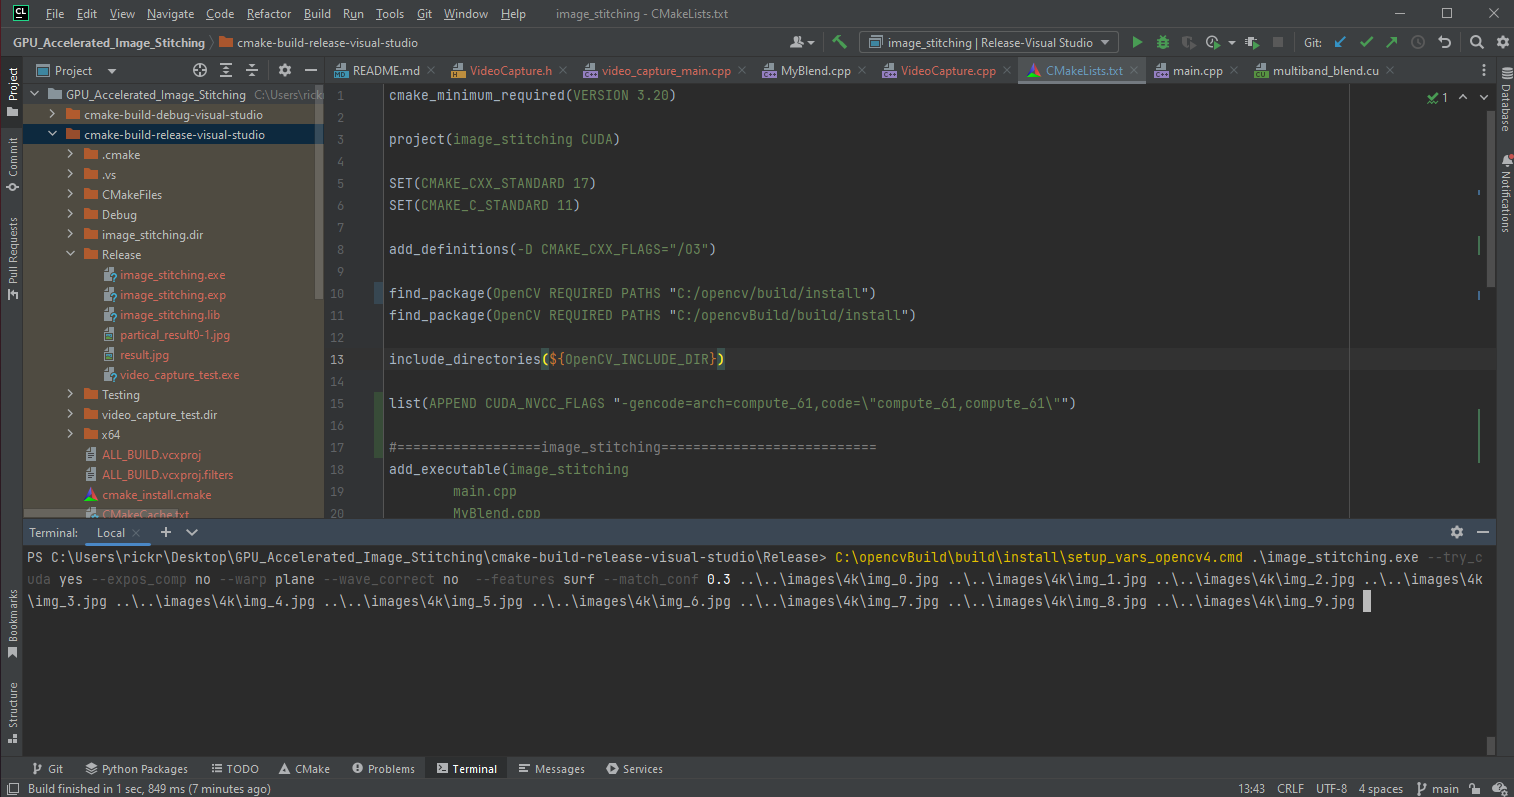 CL File Edit View Navigate Code Refactor Build Run Tools Git Window Help image_stitching - CMakeLists.txt
GPU_Accelerated_Image_Stitching cmake-build-release-visual-studio image_stitching | Release-Visual Studio Git:
Project README.md VideoCapture.h video_capture_main.cpp MyBlend.cpp VideoCapture.cpp CMakeLists.txt main.cpp multiband_blend.cu
Project
Commit
Pull Requests
Bookmarks
Structure
GPU_Accelerated_Image_Stitching C:\Users\rickr
cmake-build-debug-visual-studio
cmake-build-release-visual-studio
.cmake
.vs
CMakeFiles
Debug
image_stitching.dir
Release
image_stitching.exe
image_stitching.exp
image_stitching.lib
partical_result0-1.jpg
result.jpg
video_capture_test.exe
Testing
video_capture_test.dir
x64
ALL_BUILD.vcxproj
ALL_BUILD.vcxproj.filters
cmake_install.cmake
CMakeCache.txt
1 cmake_minimum_required(VERSION 3.20) 1
2
3 project(image_stitching CUDA)
4
5 SET(CMAKE_CXX_STANDARD 17)
6 SET(CMAKE_C_STANDARD 11)
7
8 add_definitions(-D CMAKE_CXX_FLAGS="/O3")
9
10 find_package(OpenCV REQUIRED PATHS "C:/opencv/build/install")
11 find_package(OpenCV REQUIRED PATHS "C:/opencvBuild/build/install")
12
13 include_directories(${OpenCV_INCLUDE_DIR})
14
15 list(APPEND CUDA_NVCC_FLAGS "-gencode=arch=compute_61,code=\"compute_61,compute_61\"")
16
17 #==================image_stitching===========================
18 add_executable(image_stitching
19 main.cpp
20 MyBlend.cpp
Database
Notifications
Terminal: Local
PS C:\Users\rickr\Desktop\GPU_Accelerated_Image_Stitching\cmake-build-release-visual-studio\Release> C:\opencvBuild\build\install\setup_vars_opencv4.cmd .\image_stitching.exe --try_c
uda yes --expos_comp no --warp plane --wave_correct no --features surf --match_conf 0.3 ..\..\images\4k\img_0.jpg ..\..\images\4k\img_1.jpg ..\..\images\4k\img_2.jpg ..\..\images\4k
\img_3.jpg ..\..\images\4k\img_4.jpg ..\..\images\4k\img_5.jpg ..\..\images\4k\img_6.jpg ..\..\images\4k\img_7.jpg ..\..\images\4k\img_8.jpg ..\..\images\4k\img_9.jpg
Git Python Packages TODO CMake Problems Terminal Messages Services
Build finished in 1 sec, 849 ms (7 minutes ago) 13:43 CRLF UTF-8 4 spaces main